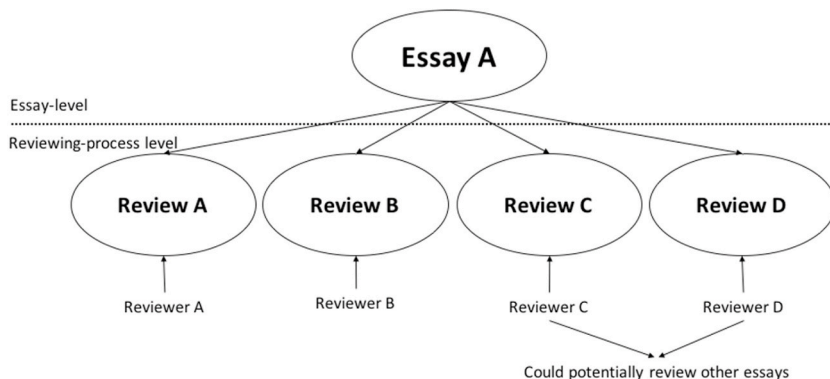 Essay A
Essay-level
Reviewing-process level
Review A
Review B
Review C
Review D
Reviewer A
Reviewer B
Reviewer C
Reviewer D
Could potentially review other essays